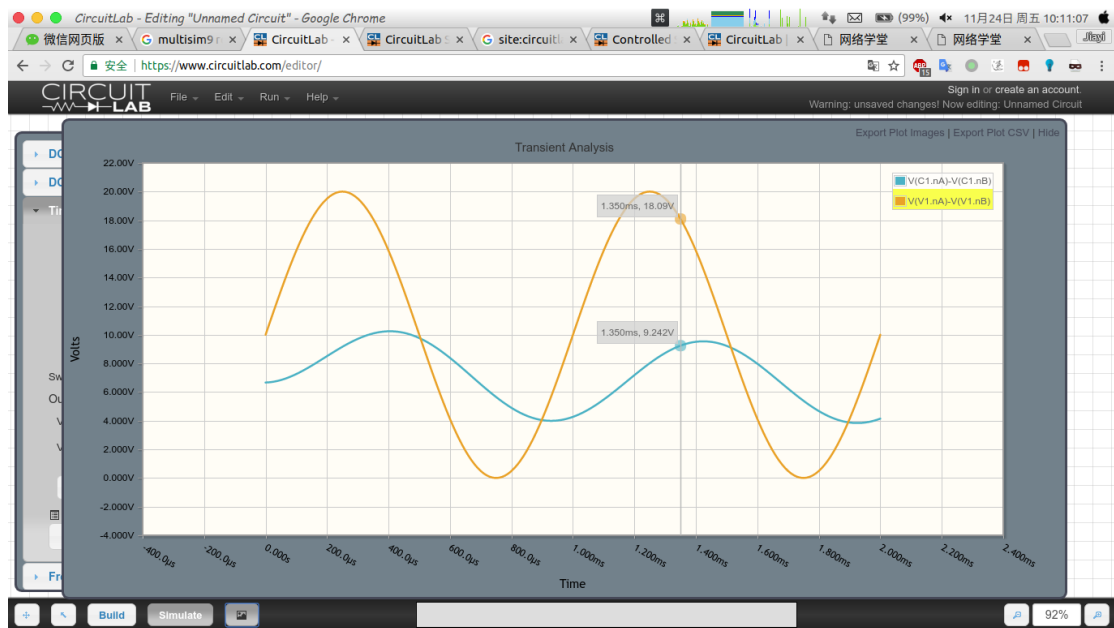 CircuitLab - Editing "Unnamed Circuit" - Google Chrome
(99%)
11月24日 周五 10:11:07
微信网页版 ×
multisim9 ×
CircuitLab - ×
CircuitLab S ×
site:circuitl ×
Controlled S ×
CircuitLab | ×
网络学堂 ×
网络学堂 ×
Jiayi
安全 | https://www.circuitlab.com/editor/
ABP
15
CIRCUIT
LAB
File
Edit
Run
Help
Sign in or create an account.
Warning: unsaved changes! Now editing: Unnamed Circuit
Export Plot Images | Export Plot CSV | Hide
Transient Analysis
DC
DC
Ti
Sw
Ou
V
V
Fr
22.00V
20.00V
18.00V
16.00V
14.00V
12.00V
10.00V
8.000V
6.000V
4.000V
2.000V
0.000V
-2.000V
-4.000V
Volts
V(C1.nA)-V(C1.nB)
V(V1.nA)-V(V1.nB)
1.350ms, 18.09V
1.350ms, 9.242V
-400.0μs
-200.0μs
0.000s
200.0μs
400.0μs
600.0μs
800.0μs
1.000ms
1.200ms
1.400ms
1.600ms
1.800ms
2.000ms
2.200ms
2.400ms
Time
Build
Simulate
92%